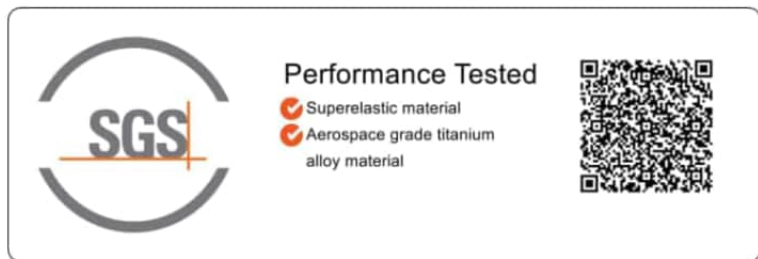 SGS
Performance Tested
Superelastic material
Aerospace grade titanium
alloy material